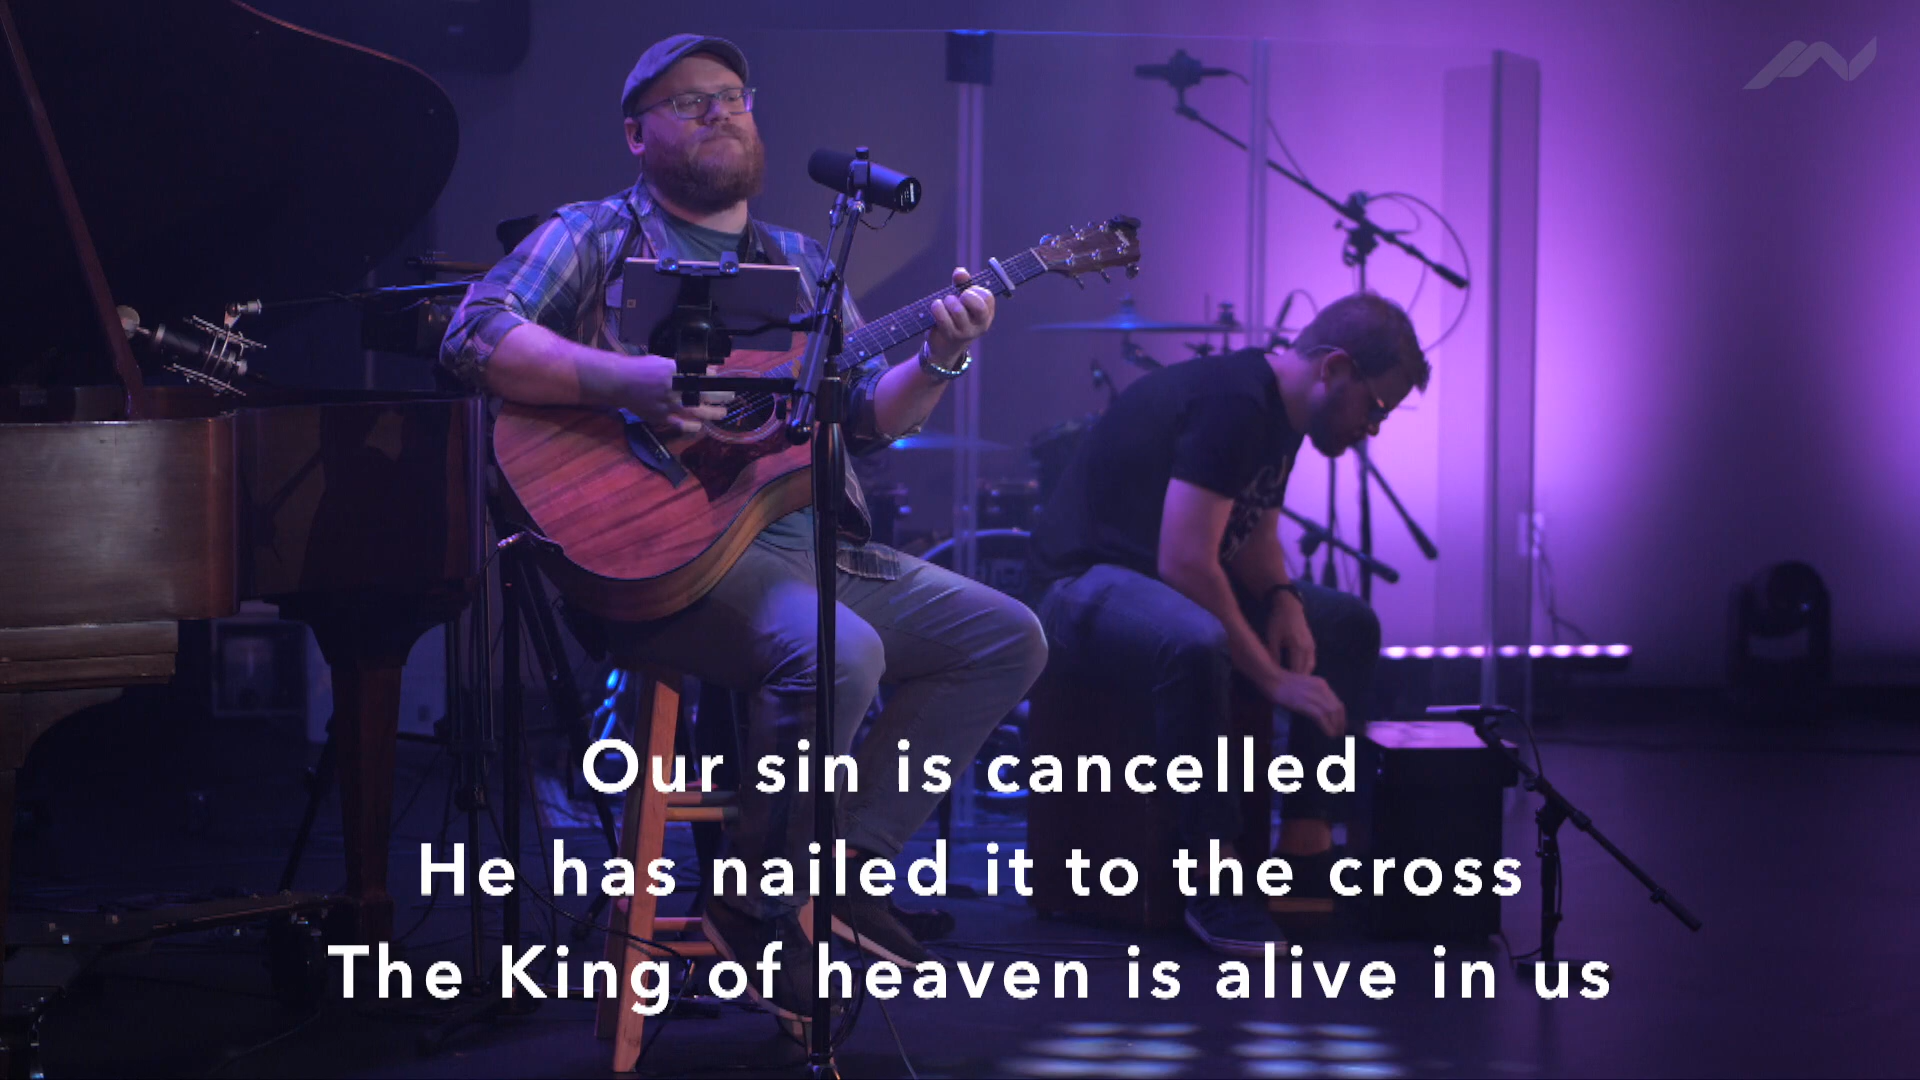 Our sin is cancelled
He has nailed it to the cross
The King of heaven is alive in us